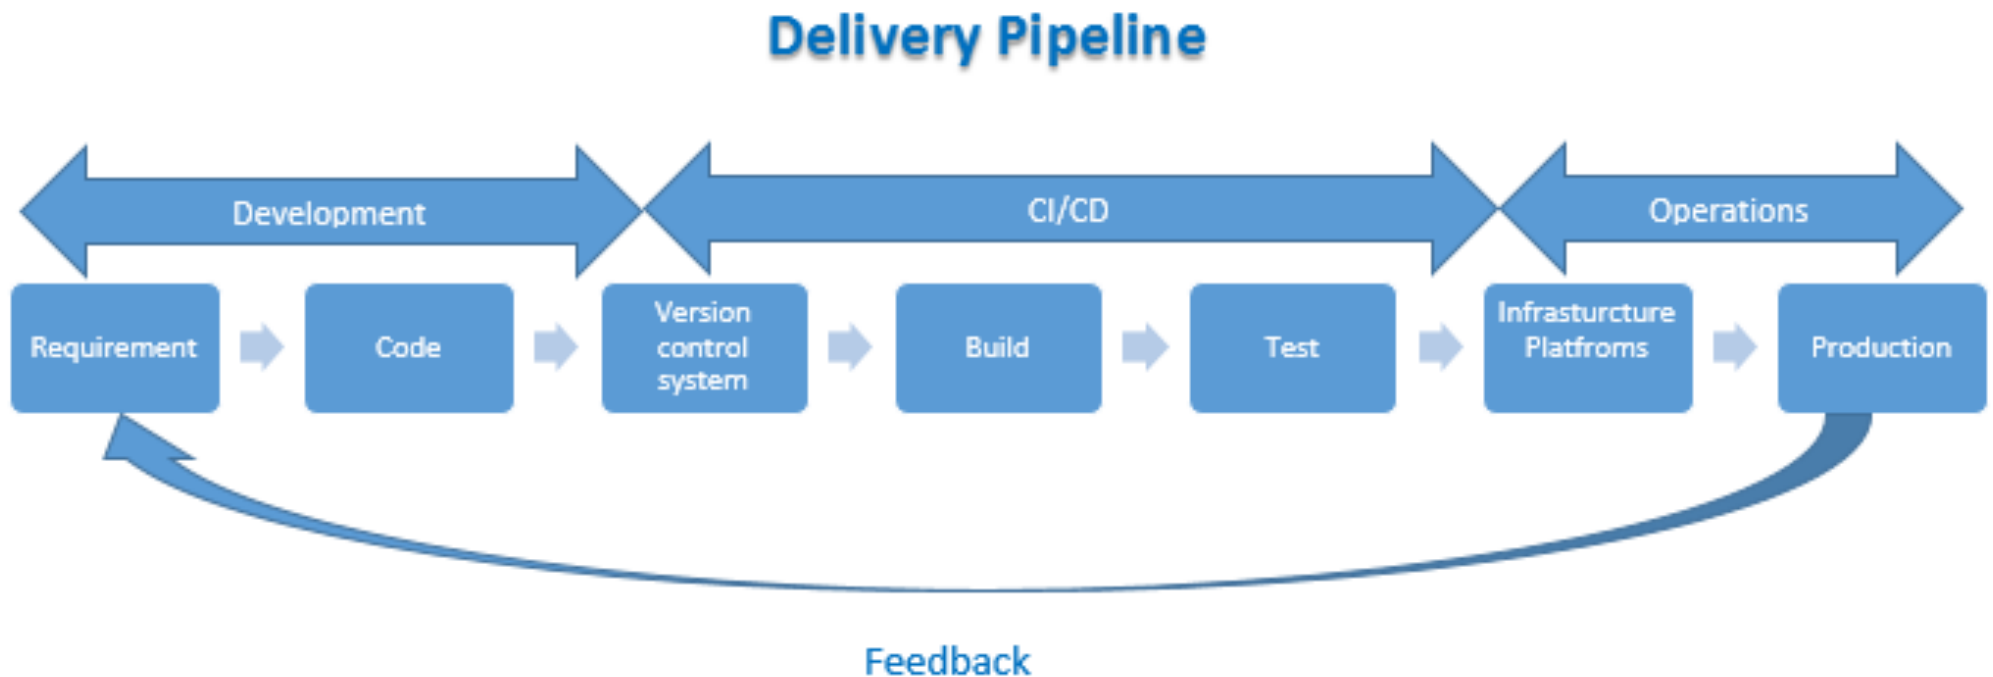 Delivery Pipeline
Development
CI/CD
Operations
Requirement
Code
Version
control
system
Build
Test
Infrasturcture
Platfroms
Production
Feedback